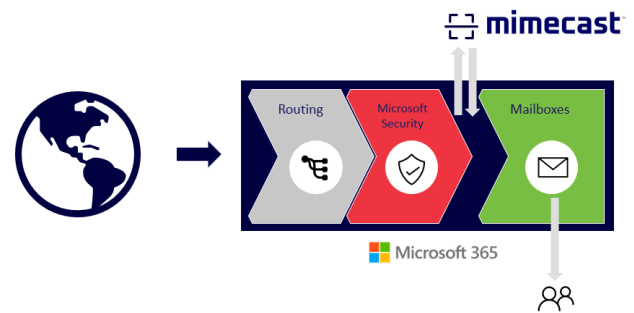 mimecast
Routing
Microsoft
Security
Mailboxes
Microsoft 365